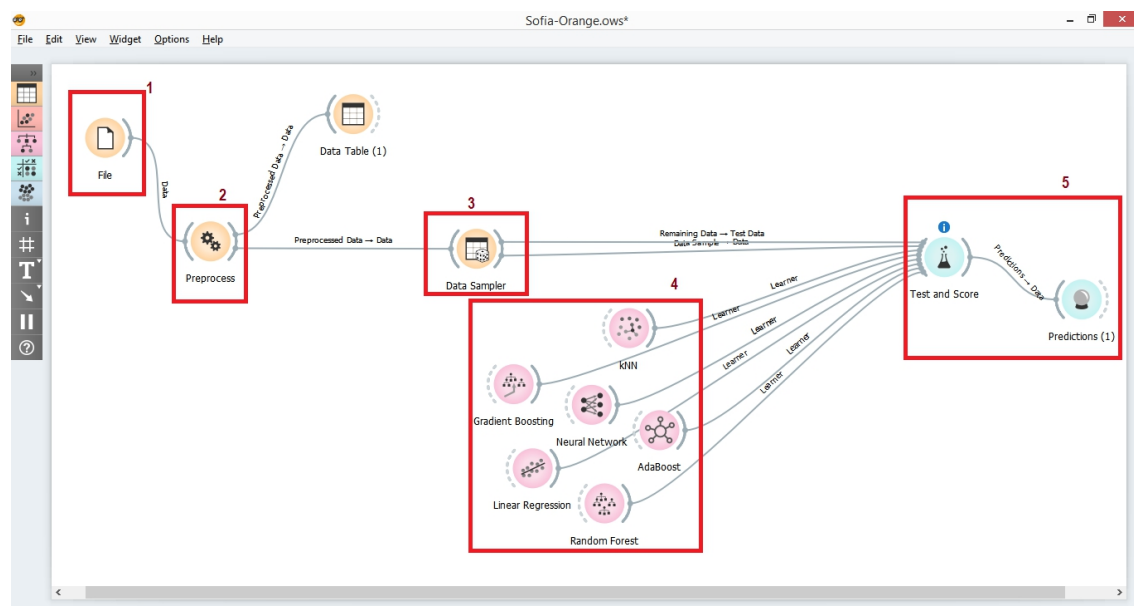 Sofia-Orange.ows*
File Edit View Widget Options Help
1
File
Data
Data Table (1)
Preprocessed Data → Data
2
Preprocess
Preprocessed Data → Data
3
Data Sampler
Remaining Data → Test Data
Data Sample → Data
4
Learner
Learner
Learner
Learner
Learner
Learner
kNN
Gradient Boosting
Neural Network
AdaBoost
Linear Regression
Random Forest
5
Test and Score
Predictions → Data
Predictions (1)